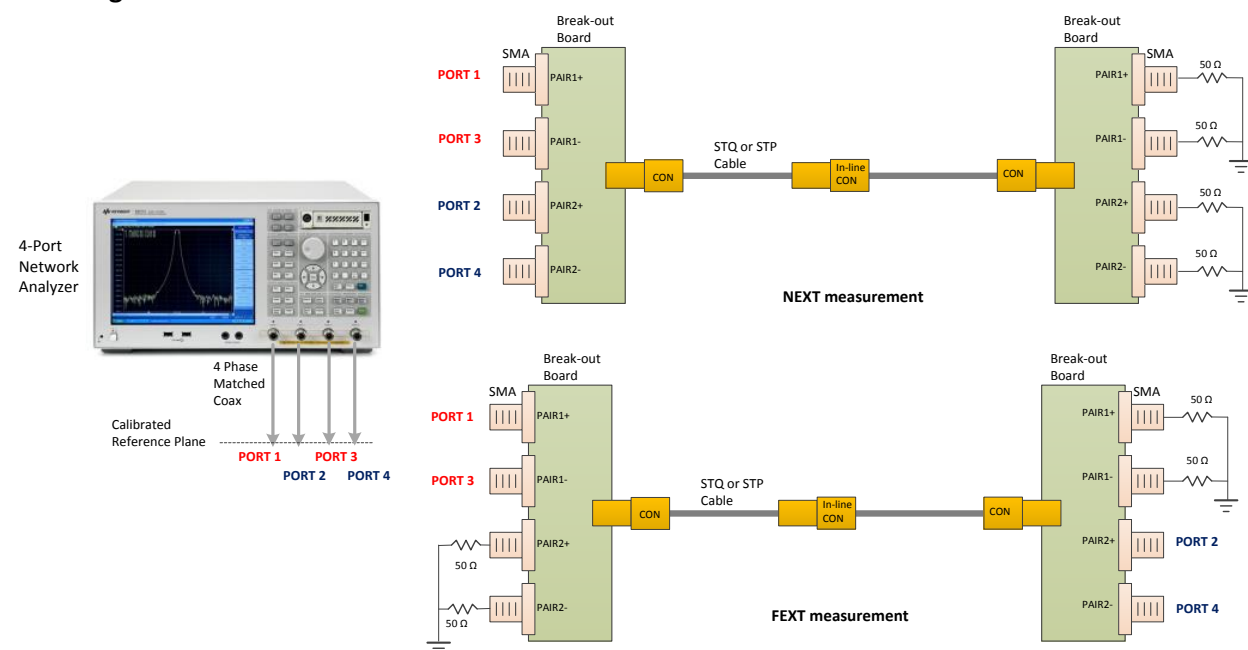 Break-out
Board
SMA
PORT 1
PAIR1+
PORT 3
PAIR1-
PORT 2
PAIR2+
PORT 4
PAIR2-
CON
STQ or STP
Cable
In-line
CON
CON
Break-out
Board
SMA
PAIR1+
50 Ω
PAIR1-
50 Ω
PAIR2+
50 Ω
PAIR2-
50 Ω
NEXT measurement
4-Port
Network
Analyzer
KEYSIGHT
4 Phase
Matched
Coax
Calibrated
Reference Plane
PORT 1
PORT 3
PORT 2
PORT 4
Break-out
Board
SMA
PORT 1
PAIR1+
PORT 3
PAIR1-
PAIR2+
50 Ω
PAIR2-
50 Ω
CON
STQ or STP
Cable
In-line
CON
CON
Break-out
Board
SMA
PAIR1+
50 Ω
PAIR1-
50 Ω
PAIR2+
PORT 2
PAIR2-
PORT 4
FEXT measurement